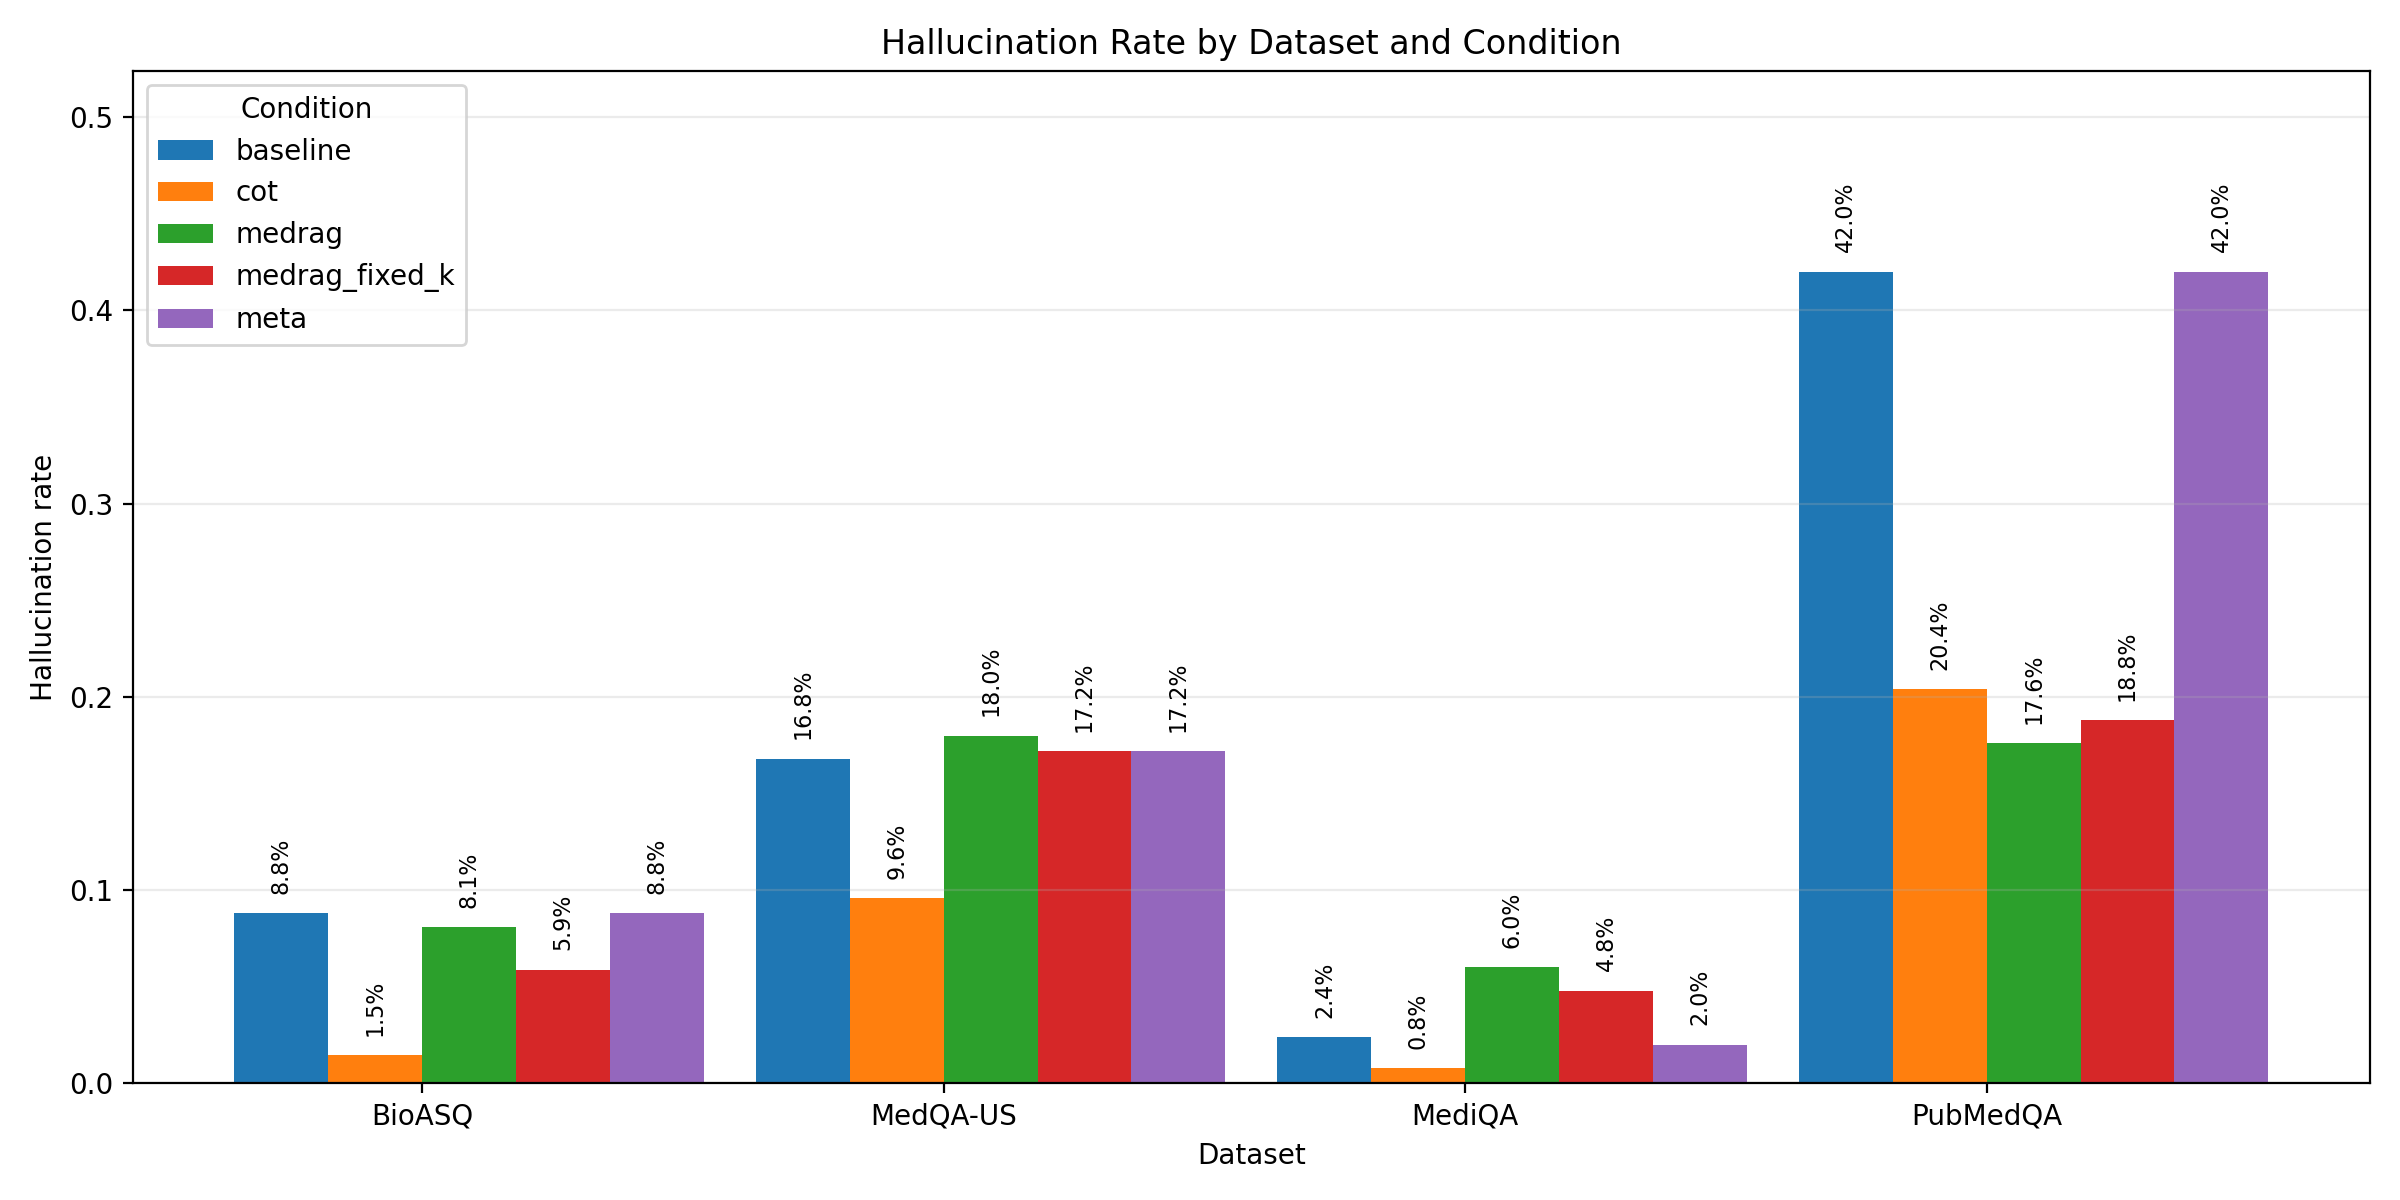 Hallucination Rate by Dataset and Condition
Condition
baseline
cot
medrag
medrag_fixed_k
meta
Hallucination rate
0.5
0.4
0.3
0.2
0.1
0.0
8.8%
1.5%
8.1%
5.9%
8.8%
16.8%
9.6%
18.0%
17.2%
17.2%
2.4%
0.8%
6.0%
4.8%
2.0%
42.0%
20.4%
17.6%
18.8%
42.0%
BioASQ
MedQA-US
MediQA
PubMedQA
Dataset